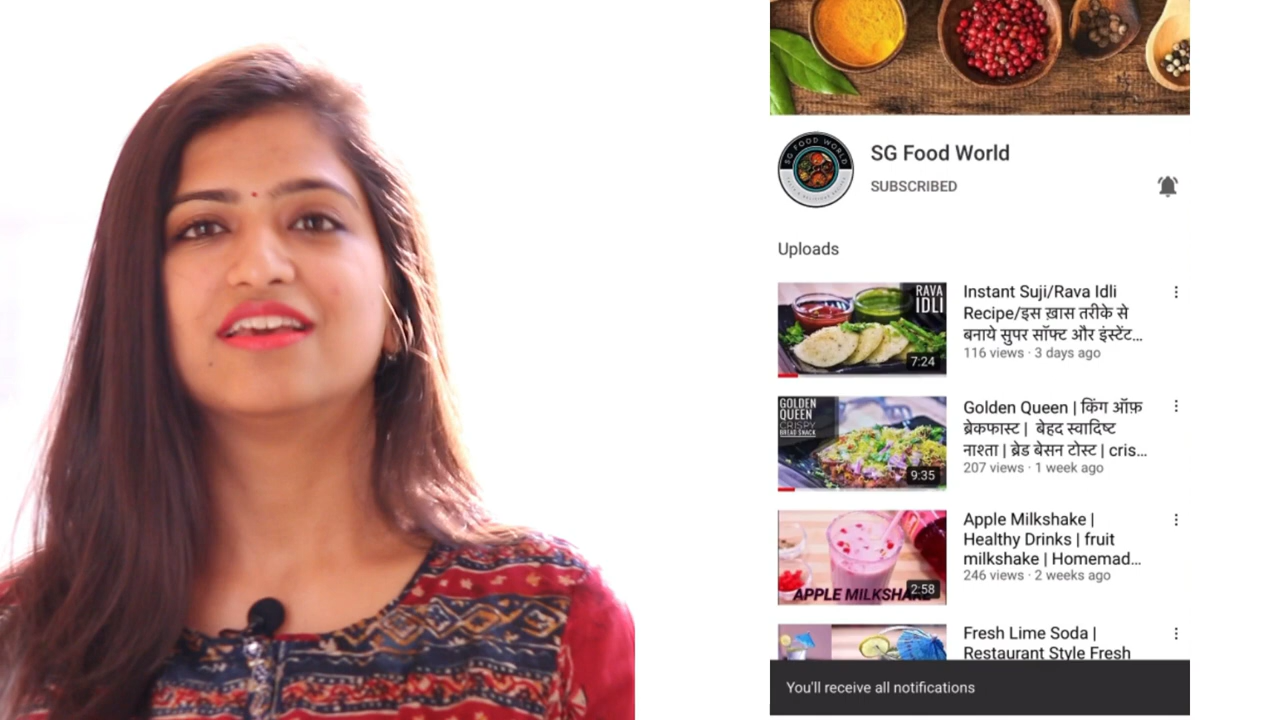 SG FOOD WORLD
SG Food World
SUBSCRIBED
Uploads
RAVA
IDLI
7:24
Instant Suji/Rava Idli
Recipe/इस ख़ास तरीके से
बनाये सुपर सॉफ्ट और इंस्टेंट...
116 views · 3 days ago
GOLDEN
QUEEN
CRISPY
BREAD SNACK
9:35
Golden Queen | किंग ऑफ़
ब्रेकफास्ट | बेहद स्वादिष्ट
नाश्ता | ब्रेड बेसन टोस्ट | cris...
207 views · 1 week ago
APPLE MILKSHAKE
2:58
Apple Milkshake |
Healthy Drinks | fruit
milkshake | Homemad...
246 views · 2 weeks ago
Fresh Lime Soda |
Restaurant Style Fresh
You'll receive all notifications